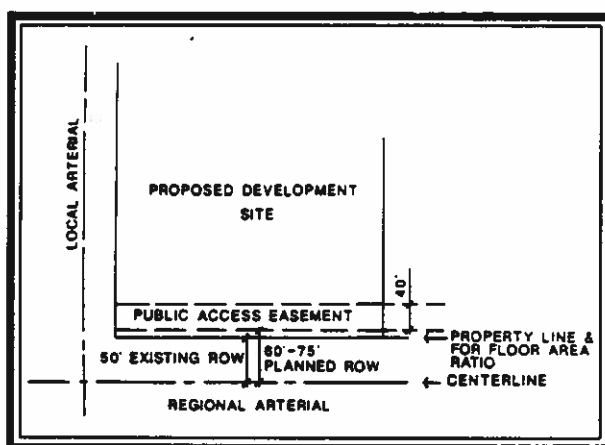 LOCAL ARTERIAL
PROPOSED DEVELOPMENT
SITE
40'
PUBLIC ACCESS EASEMENT
50' EXISTING ROW
60'-75'
PLANNED ROW
PROPERTY LINE &
FOR FLOOR AREA
RATIO
CENTERLINE
REGIONAL ARTERIAL